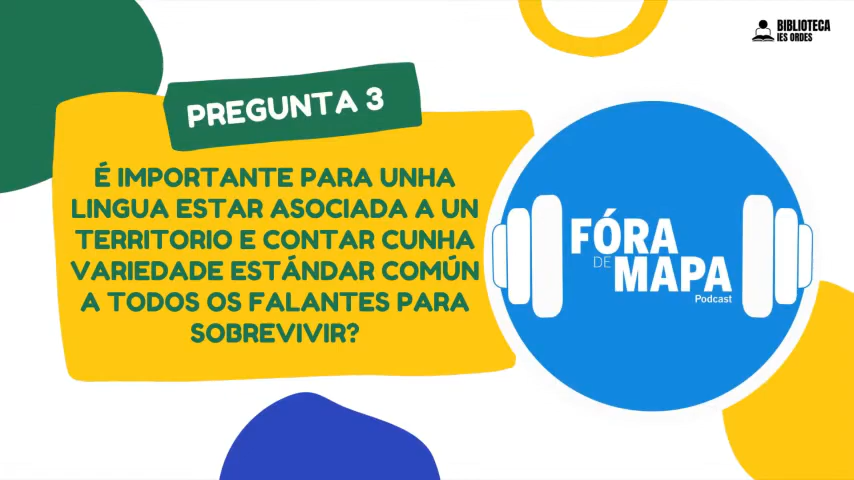 BIBLIOTECA
IES ORDES
PREGUNTA 3
É IMPORTANTE PARA UNHA
LINGUA ESTAR ASOCIADA A UN
TERRITORIO E CONTAR CUNHA
VARIEDADE ESTÁNDAR COMÚN
A TODOS OS FALANTES PARA
SOBREVIVIR?
FÓRA
DE MAPA
Podcast